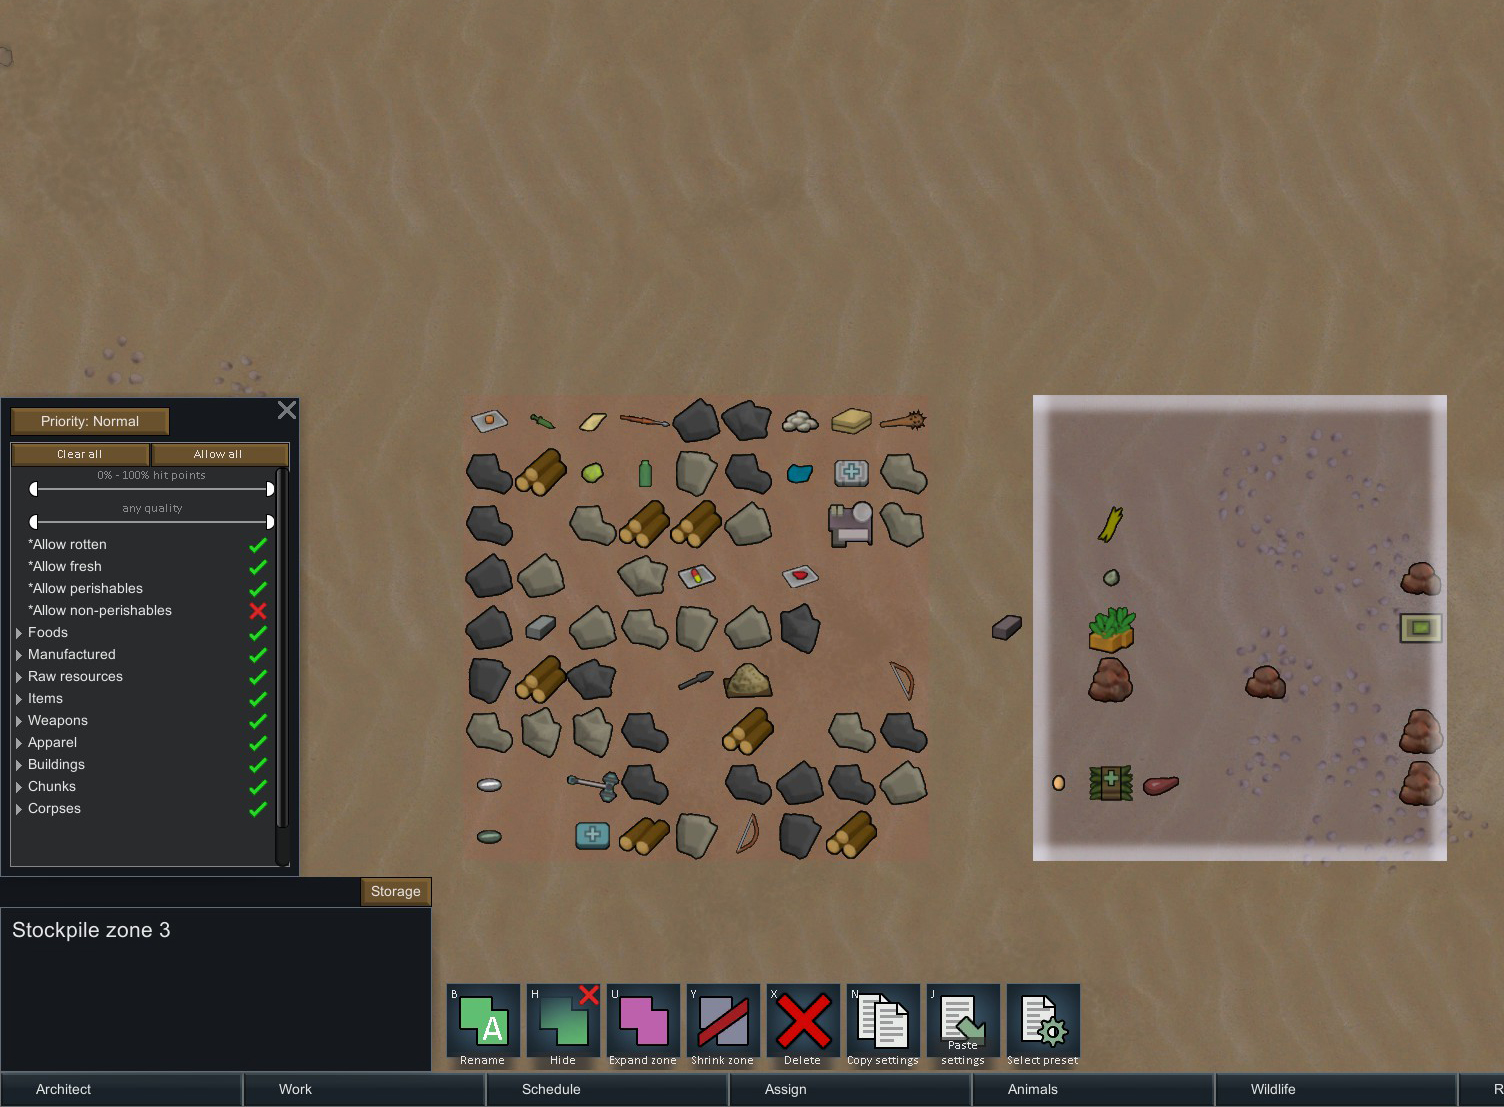 Priority: Normal
Clear all
Allow all
0% - 100% hit points
any quality
*Allow rotten
*Allow fresh
*Allow perishables
*Allow non-perishables
Foods
Manufactured
Raw resources
Items
Weapons
Apparel
Buildings
Chunks
Corpses
Storage
Stockpile zone 3
B
H
U
Y
X
N
J
A
Rename
Hide
Expand zone
Shrink zone
Delete
Copy settings
Paste
settings
Select preset
Architect
Work
Schedule
Assign
Animals
Wildlife
R